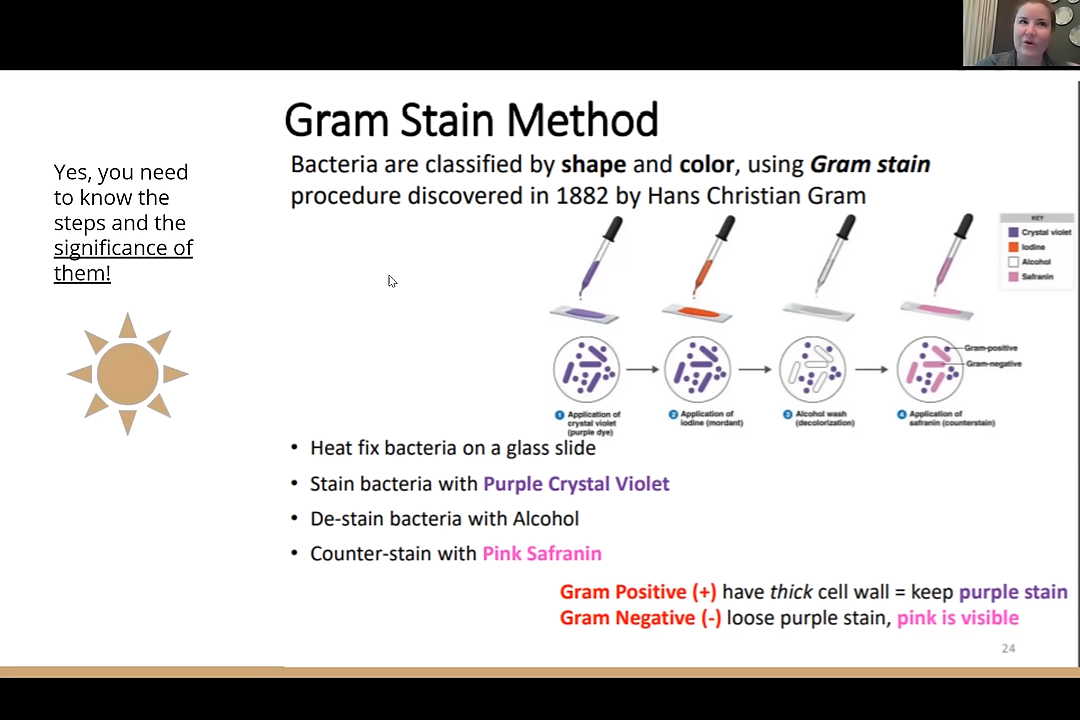 Gram Stain Method
Bacteria are classified by shape and color, using Gram stain
procedure discovered in 1882 by Hans Christian Gram
Yes, you need
to know the
steps and the
significance of
them!
KEY
Crystal violet
Iodine
Alcohol
Safranin
Gram-positive
Gram-negative
1 Application of
crystal violet
(purple dye)
2 Application of
iodine (mordant)
3 Alcohol wash
(decolorization)
4 Application of
safranin (counterstain)
• Heat fix bacteria on a glass slide
• Stain bacteria with Purple Crystal Violet
• De-stain bacteria with Alcohol
• Counter-stain with Pink Safranin
Gram Positive (+) have thick cell wall = keep purple stain
Gram Negative (-) loose purple stain, pink is visible
24